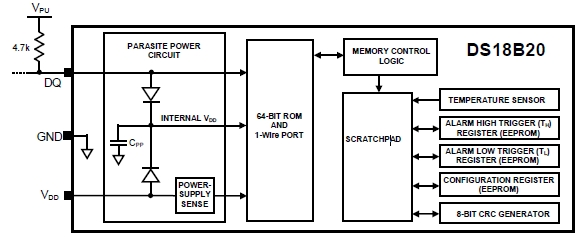 VPU
4.7k
DQ
GND
VDD
PARASITE POWER
CIRCUIT
INTERNAL VDD
CPP
POWER-
SUPPLY
SENSE
64-BIT ROM
AND
1-Wire PORT
MEMORY CONTROL
LOGIC
SCRATCHPAD
DS18B20
TEMPERATURE SENSOR
ALARM HIGH TRIGGER (TH)
REGISTER (EEPROM)
ALARM LOW TRIGGER (TL)
REGISTER (EEPROM)
CONFIGURATION REGISTER
(EEPROM)
8-BIT CRC GENERATOR